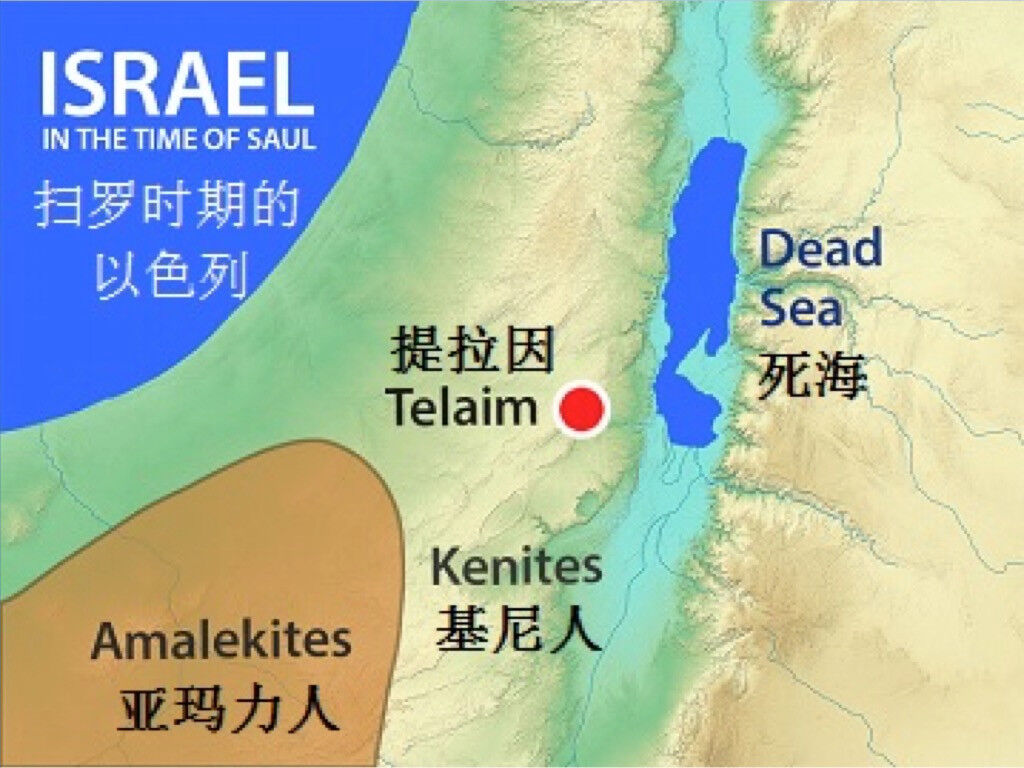 ISRAEL
IN THE TIME OF SAUL
扫罗时期的
以色列
Dead
Sea
死海
提拉因
Telaim
Kenites
基尼人
Amalekites
亚玛力人